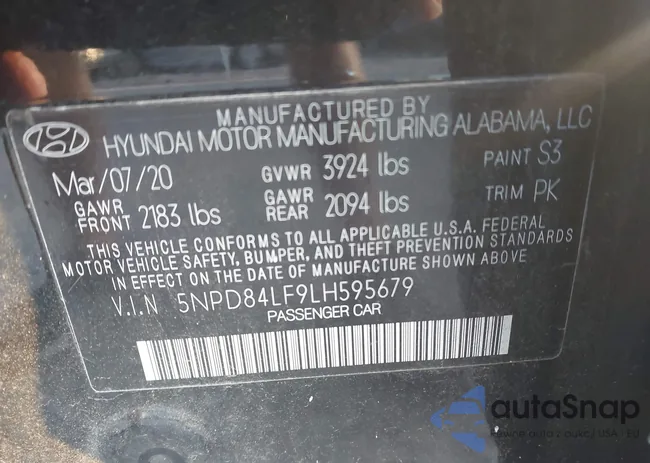 MANUFACTURED BY
HYUNDAI MOTOR MANUFACTURING ALABAMA, LLC
Mar/07/20 GVWR 3924 lbs PAINT S3
GAWR FRONT 2183 lbs GAWR REAR 2094 lbs TRIM PK
THIS VEHICLE CONFORMS TO ALL APPLICABLE U.S.A. FEDERAL
MOTOR VEHICLE SAFETY, BUMPER, AND THEFT PREVENTION STANDARDS
IN EFFECT ON THE DATE OF MANUFACTURE SHOWN ABOVE.
V.I.N 5NPD84LF9LH595679
PASSENGER CAR
autaSnap